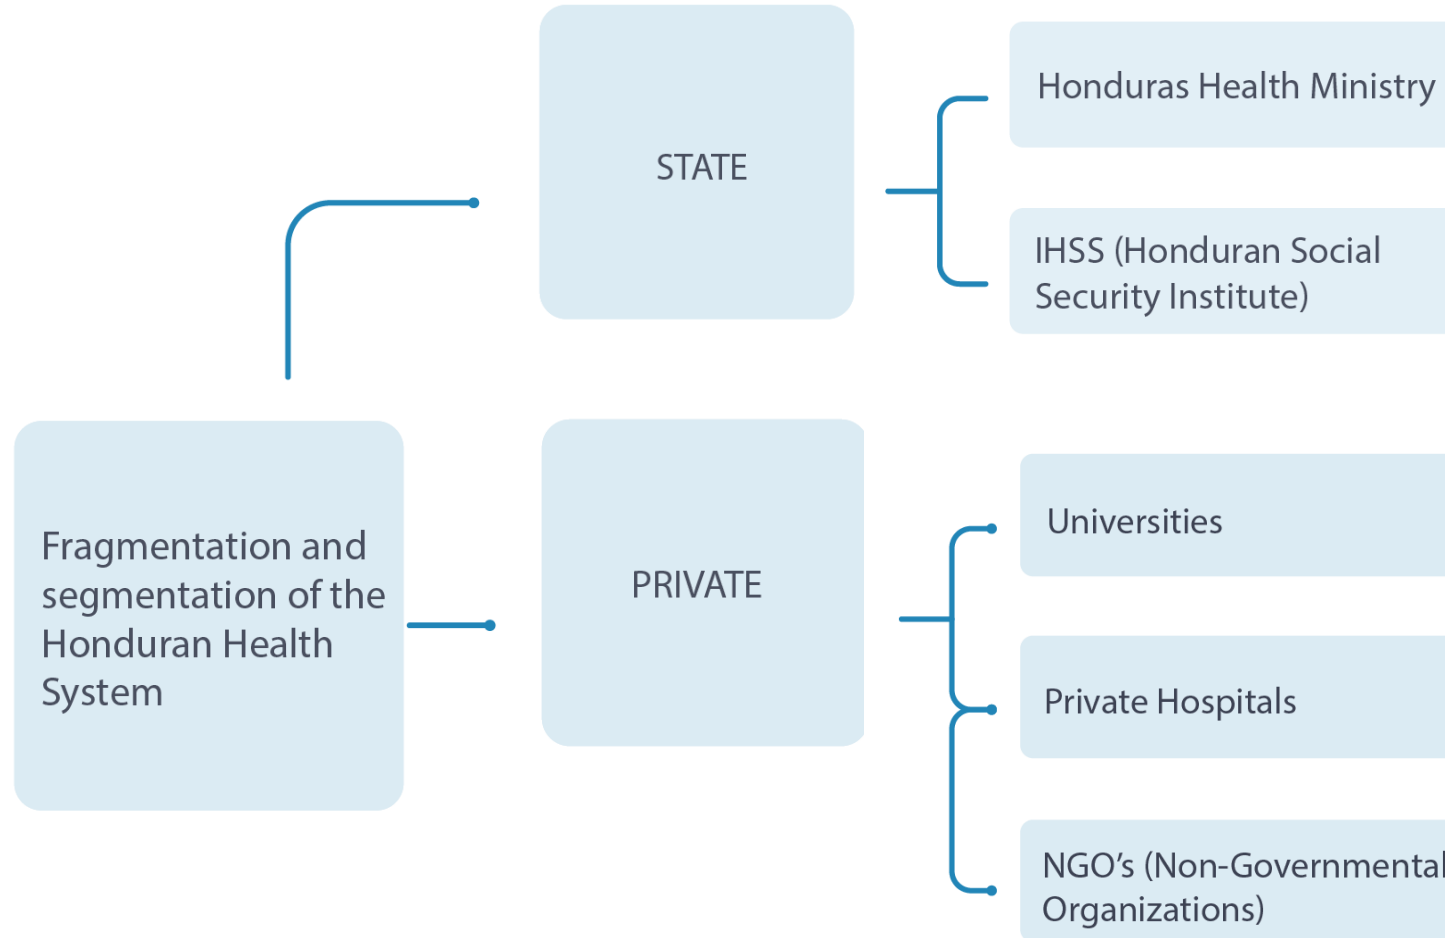 STATE
Honduras Health Ministry
IHSS (Honduran Social
Security Institute)
Fragmentation and
segmentation of the
Honduran Health
System
PRIVATE
Universities
Private Hospitals
NGO’s (Non-Governmental
Organizations)